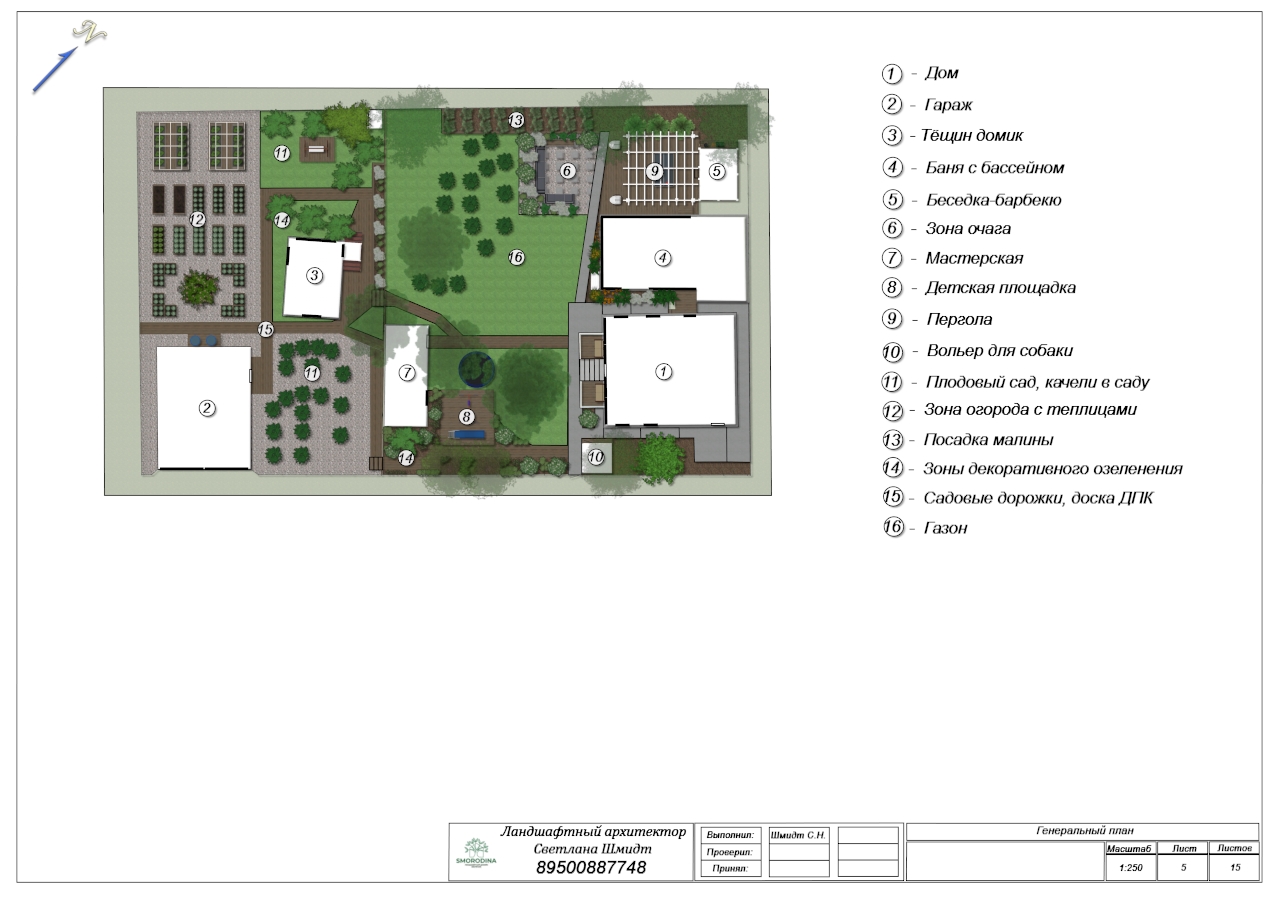 N
1 - Дом
2 - Гараж
3 - Тёщин домик
4 - Баня с бассейном
5 - Беседка-барбекю
6 - Зона очага
7 - Мастерская
8 - Детская площадка
9 - Пергола
10 - Вольер для собаки
11 - Плодовый сад, качели в саду
12 - Зона огорода с теплицами
13 - Посадка малины
14 - Зоны декоративного озеленения
15 - Садовые дорожки, доска ДПК
16 - Газон
13
11
6
9
5
12
14
16
4
3
15
11
7
1
2
8
14
10
SMORODINA
Ландшафтный архитектор
Светлана Шмидт
89500887748
Выполнил: Шмидт С.Н.
Проверил:
Принял:
Генеральный план
Масштаб Лист Листов
1:250 5 15